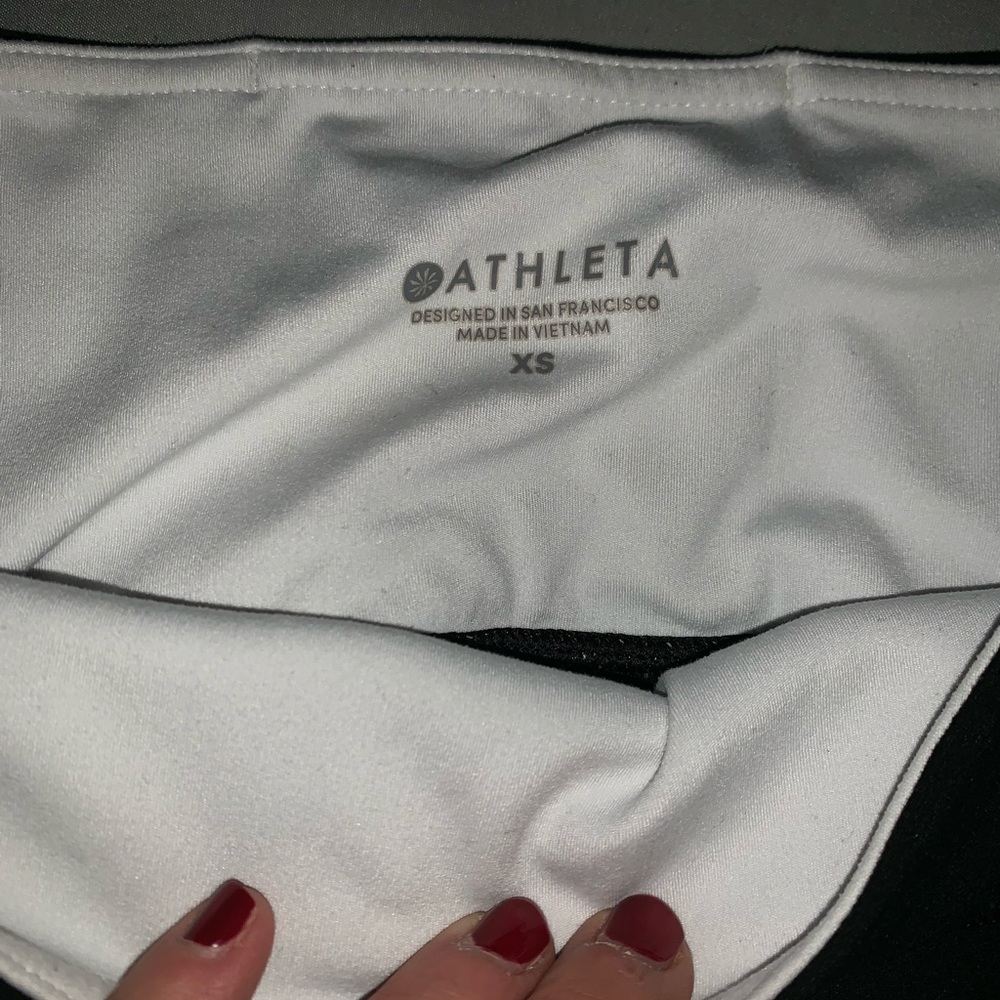 ATHLETA
DESIGNED IN SAN FRANCISCO
MADE IN VIETNAM
XS